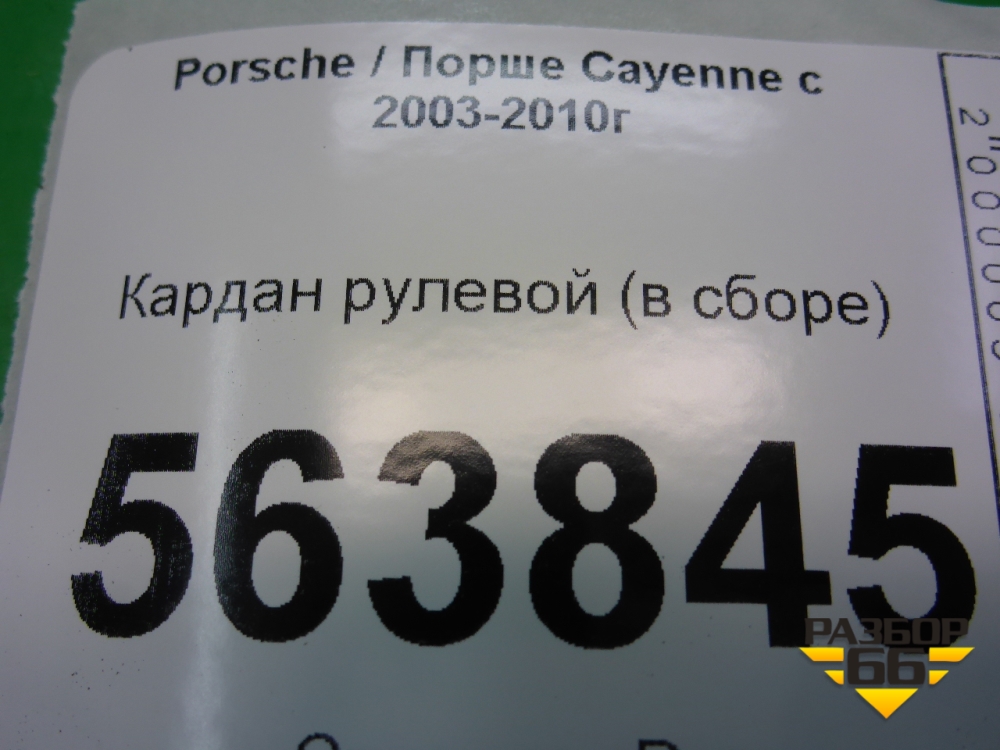 Porsche / Порше Cayenne с
2003-2010г
Кардан рулевой (в сборе)
563845
РАЗБОР
66